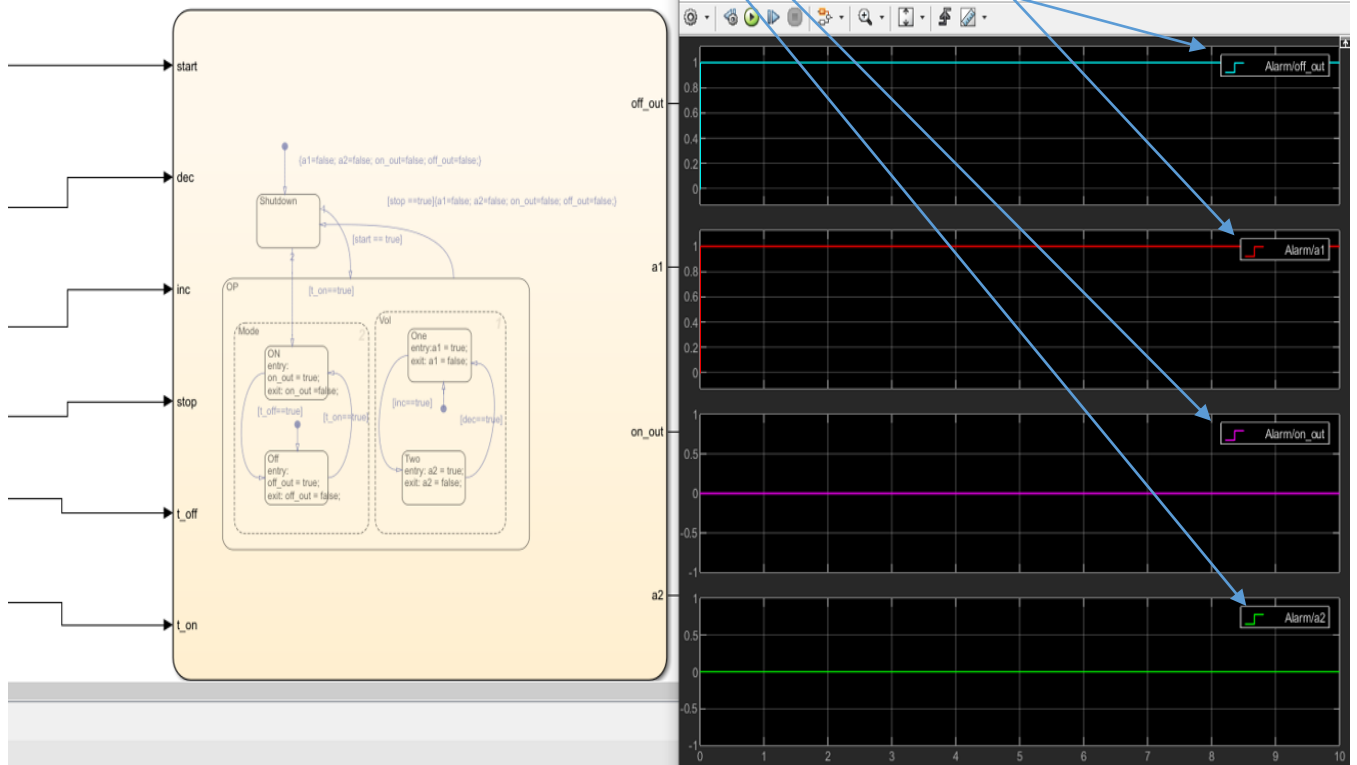 start
dec
inc
stop
t_off
t_on
off_out
a1
on_out
a2
{a1=false; a2=false; on_out=false; off_out=false;}
Shutdown
[stop ==true]{a1=false; a2=false; on_out=false; off_out=false;}
1
[start == true]
2
[t_on==true]
OP
Mode
2
ON
entry:
on_out = true;
exit: on_out =false;
[t_off==true]
[t_on==true]
Off
entry:
off_out = true;
exit: off_out = false;
Vol
1
One
entry:a1 = true;
exit: a1 = false;
[inc==true]
[dec==true]
Two
entry: a2 = true;
exit: a2 = false;
Alarm/off_out
1
0.8
0.6
0.4
0.2
0
Alarm/a1
1
0.8
0.6
0.4
0.2
0
Alarm/on_out
1
0.5
0
-0.5
-1
Alarm/a2
1
0.5
0
-0.5
-1
0 1 2 3 4 5 6 7 8 9 10